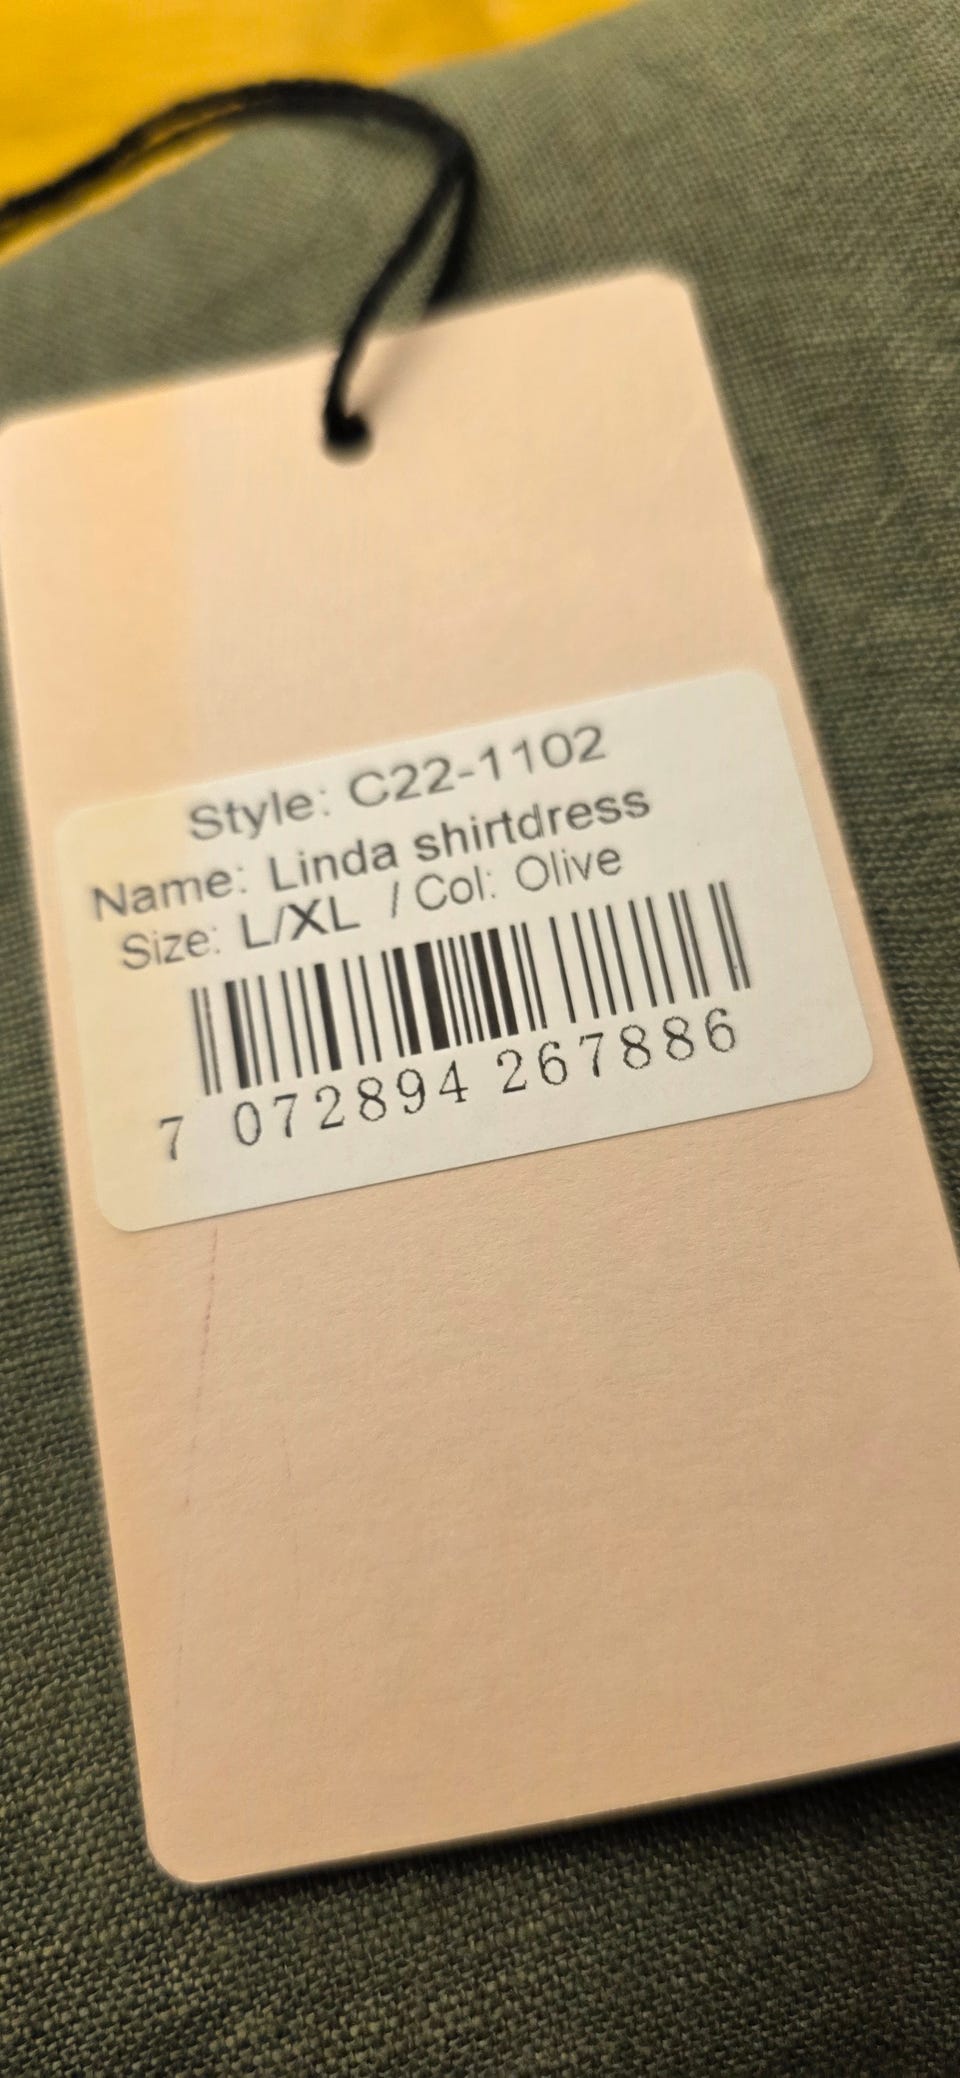 Style: C22-1102
Name: Linda shirtdress
Size: L/XL / Col: Olive
7 072894 267886